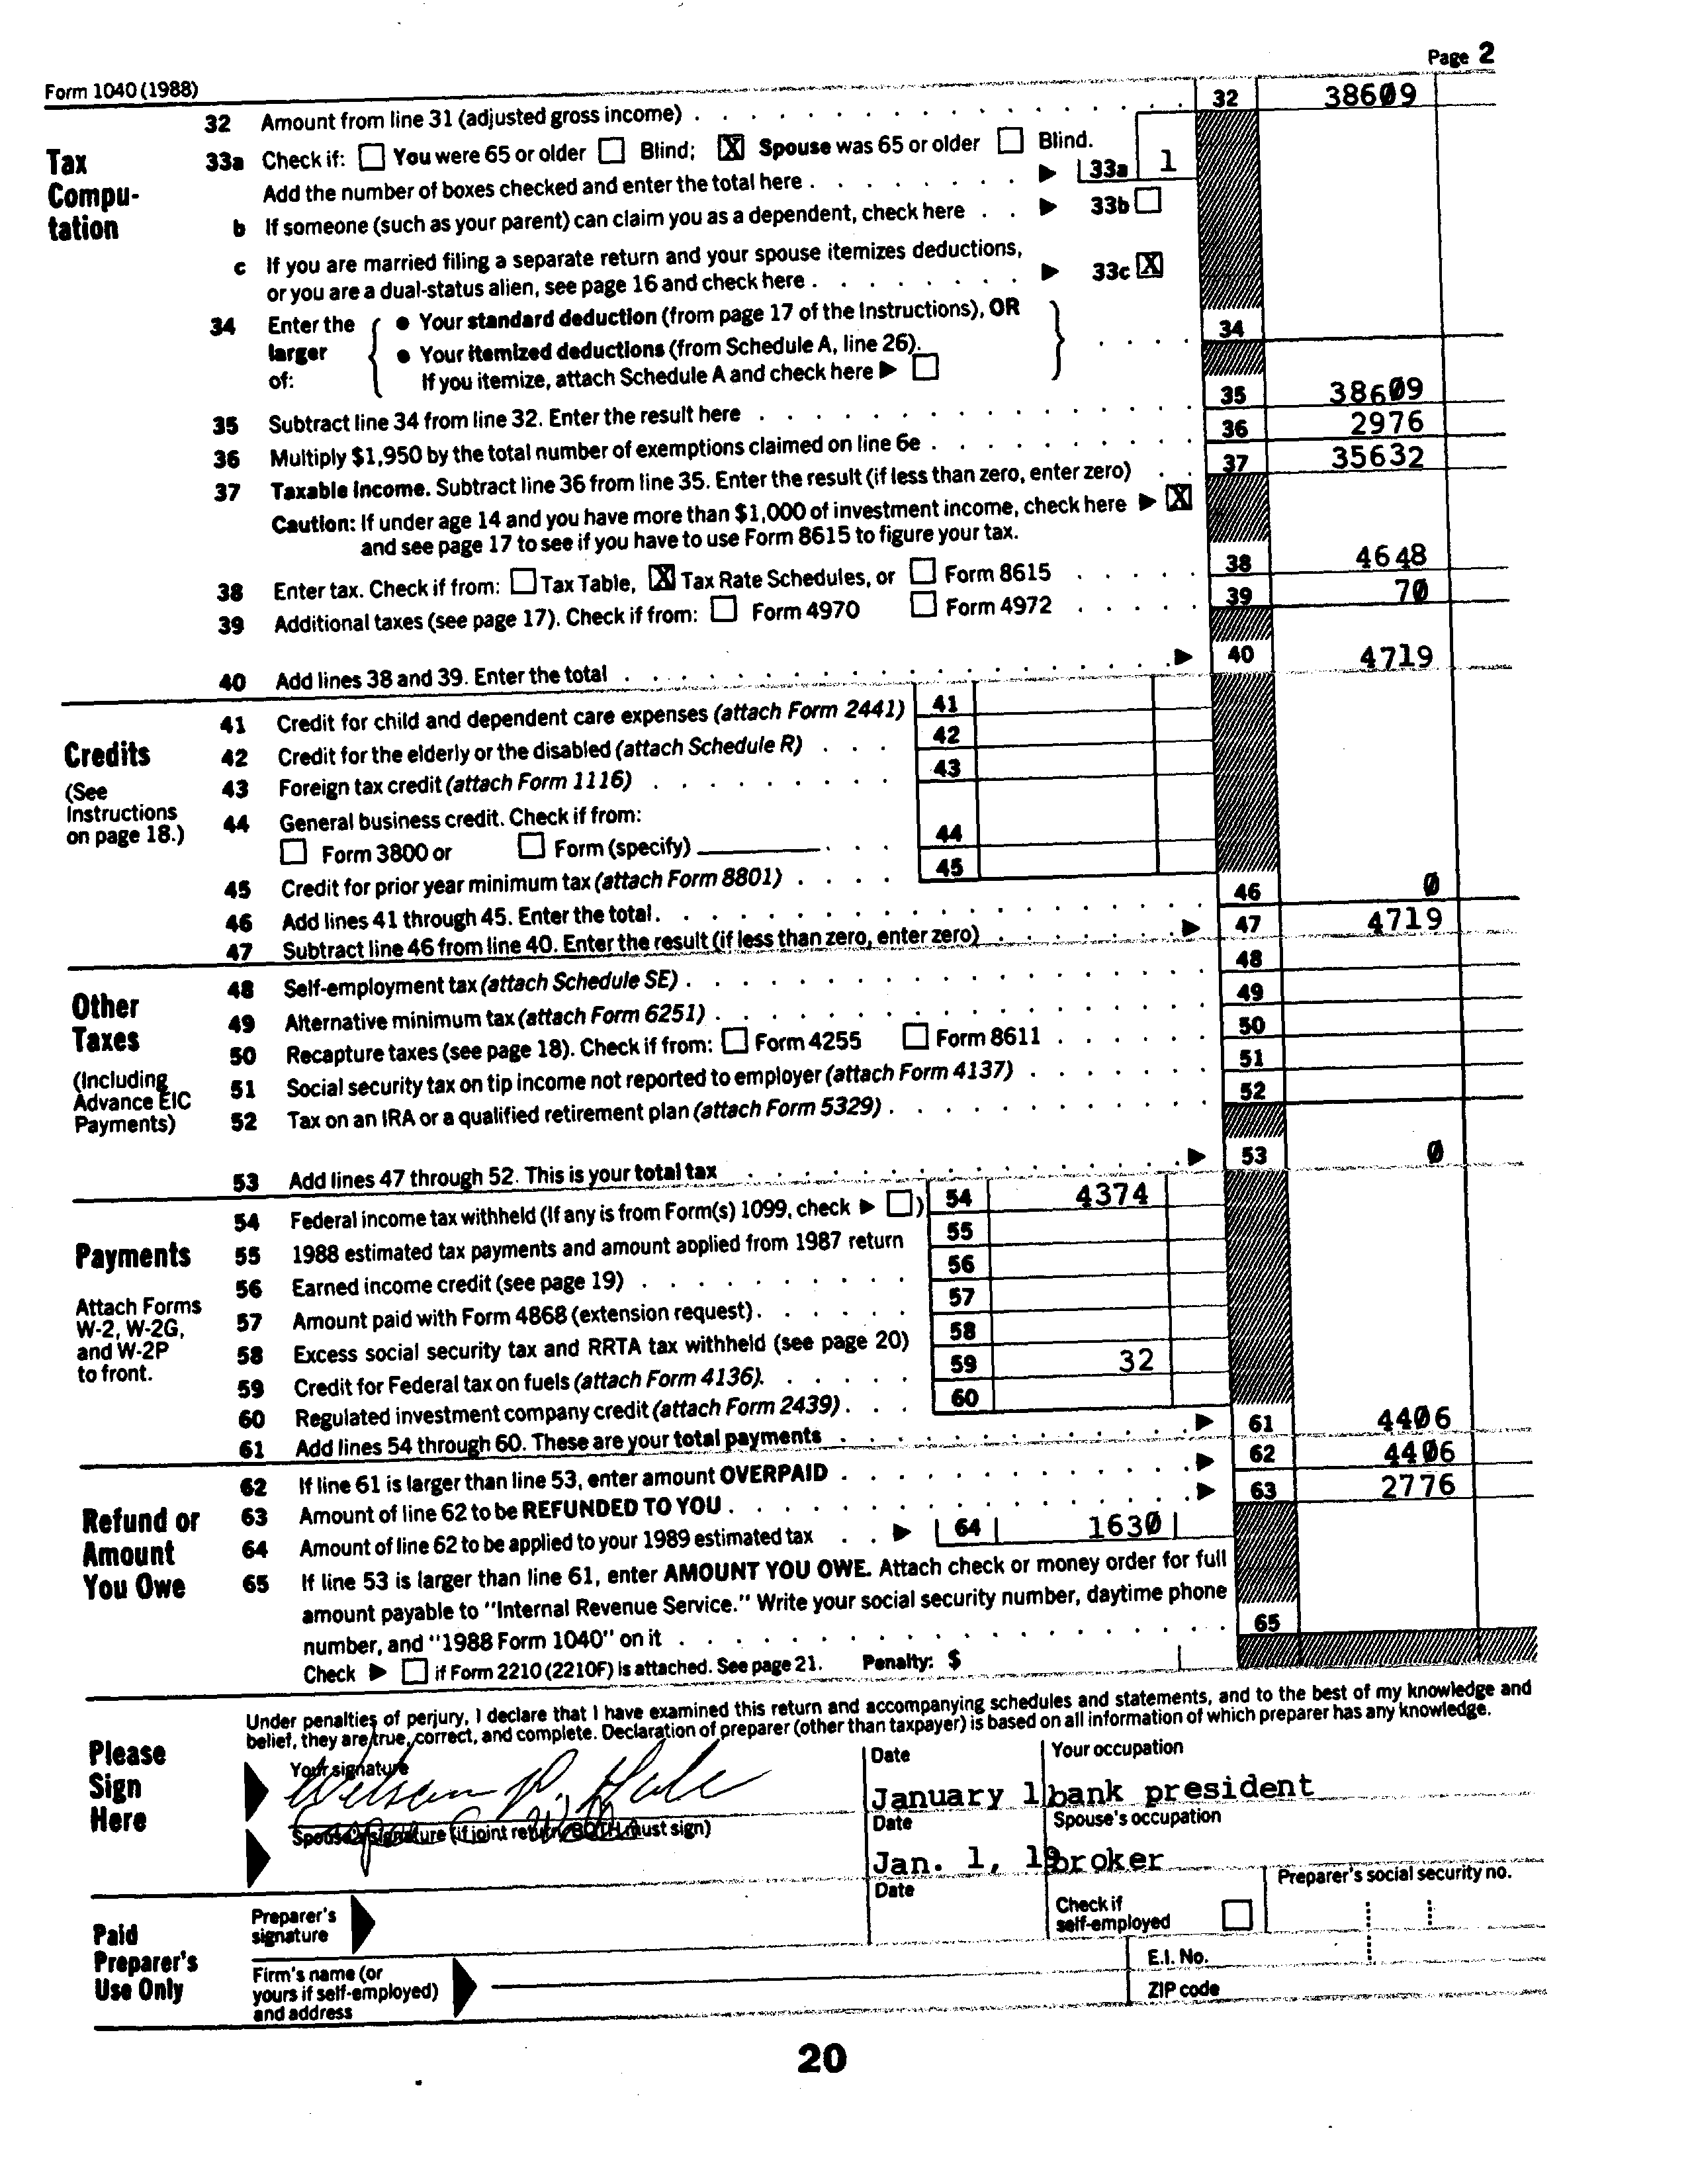 Page 2
Form 1040 (1988)
32 Amount from line 31 (adjusted gross income) . . . . . . . . . . . . 32 38609
Tax Compu- tation
33a Check if: You were 65 or older Blind; X Spouse was 65 or older Blind.
Add the number of boxes checked and enter the total here . . . . . . . . ▶ 33a 1
b If someone (such as your parent) can claim you as a dependent, check here . . ▶ 33b
c If you are married filing a separate return and your spouse itemizes deductions,
or you are a dual-status alien, see page 16 and check here . . . . . . . . ▶ 33c X
34 Enter the larger of:
● Your standard deduction (from page 17 of the Instructions), OR
● Your itemized deductions (from Schedule A, line 26).
If you itemize, attach Schedule A and check here ▶
. . . . 34
35 Subtract line 34 from line 32. Enter the result here . . . . . . . . . . . . 35 38609
36 Multiply $1,950 by the total number of exemptions claimed on line 6e . . . . . . . . . . 36 2976
37 Taxable income. Subtract line 36 from line 35. Enter the result (if less than zero, enter zero) . . 37 35632
Caution: If under age 14 and you have more than $1,000 of investment income, check here ▶ X
and see page 17 to see if you have to use Form 8615 to figure your tax.
38 Enter tax. Check if from: Tax Table, X Tax Rate Schedules, or Form 8615 . . . . . 38 4648
39 Additional taxes (see page 17). Check if from: Form 4970 Form 4972 . . . . . 39 70
40 Add lines 38 and 39. Enter the total . . . . . . . . . . . . ▶ 40 4719
Credits
(See Instructions on page 18.)
41 Credit for child and dependent care expenses (attach Form 2441) 41
42 Credit for the elderly or the disabled (attach Schedule R) . . . 42
43 Foreign tax credit (attach Form 1116) . . . . . . . . . 43
44 General business credit. Check if from:
Form 3800 or Form (specify) . . . 44
45 Credit for prior year minimum tax (attach Form 8801) . . . . 45
46 Add lines 41 through 45. Enter the total . . . . . . . . . . . . 46 0
47 Subtract line 46 from line 40. Enter the result (if less than zero, enter zero) . . . . . . . ▶ 47 4719
Other Taxes
(Including Advance EIC Payments)
48 Self-employment tax (attach Schedule SE) . . . . . . . . . . . . 48
49 Alternative minimum tax (attach Form 6251) . . . . . . . . . . . . 49
50 Recapture taxes (see page 18). Check if from: Form 4255 Form 8611 . . . . . . 50
51 Social security tax on tip income not reported to employer (attach Form 4137) . . . . . . . 51
52 Tax on an IRA or a qualified retirement plan (attach Form 5329) . . . . . . . . . . . . 52
53 Add lines 47 through 52. This is your total tax . . . . . . . . . . . . ▶ 53 0
Payments
Attach Forms W-2, W-2G, and W-2P to front.
54 Federal income tax withheld (If any is from Form(s) 1099, check ▶ ) 54 4374
55 1988 estimated tax payments and amount applied from 1987 return 55
56 Earned income credit (see page 19) . . . . . . . . . . 56
57 Amount paid with Form 4868 (extension request) . . . . . . 57
58 Excess social security tax and RRTA tax withheld (see page 20) 58
59 Credit for Federal tax on fuels (attach Form 4136). . . . . . 59 32
60 Regulated investment company credit (attach Form 2439) . . . 60
61 Add lines 54 through 60. These are your total payments . . . . . . . . . . . . ▶ 61 4406
Refund or Amount You Owe
62 If line 61 is larger than line 53, enter amount OVERPAID . . . . . . . . . . . . ▶ 62 4406
63 Amount of line 62 to be REFUNDED TO YOU . . . . . . . . . . . . ▶ 63 2776
64 Amount of line 62 to be applied to your 1989 estimated tax . . ▶ 64 1630
65 If line 53 is larger than line 61, enter AMOUNT YOU OWE. Attach check or money order for full
amount payable to "Internal Revenue Service." Write your social security number, daytime phone
number, and "1988 Form 1040" on it . . . . . . . . . . . . 65
Check ▶ if Form 2210 (2210F) is attached. See page 21. Penalty: $
Under penalties of perjury, I declare that I have examined this return and accompanying schedules and statements, and to the best of my knowledge and
belief, they are true, correct, and complete. Declaration of preparer (other than taxpayer) is based on all information of which preparer has any knowledge.
Please Sign Here
Your signature Date Your occupation
January 1 bank president
Spouse's signature (if joint return, BOTH must sign) Date Spouse's occupation
Jan. 1, 19 broker
Paid Preparer's Use Only
Preparer's signature Date Check if self-employed Preparer's social security no.
Firm's name (or yours if self-employed) and address
E.I. No.
ZIP code
20